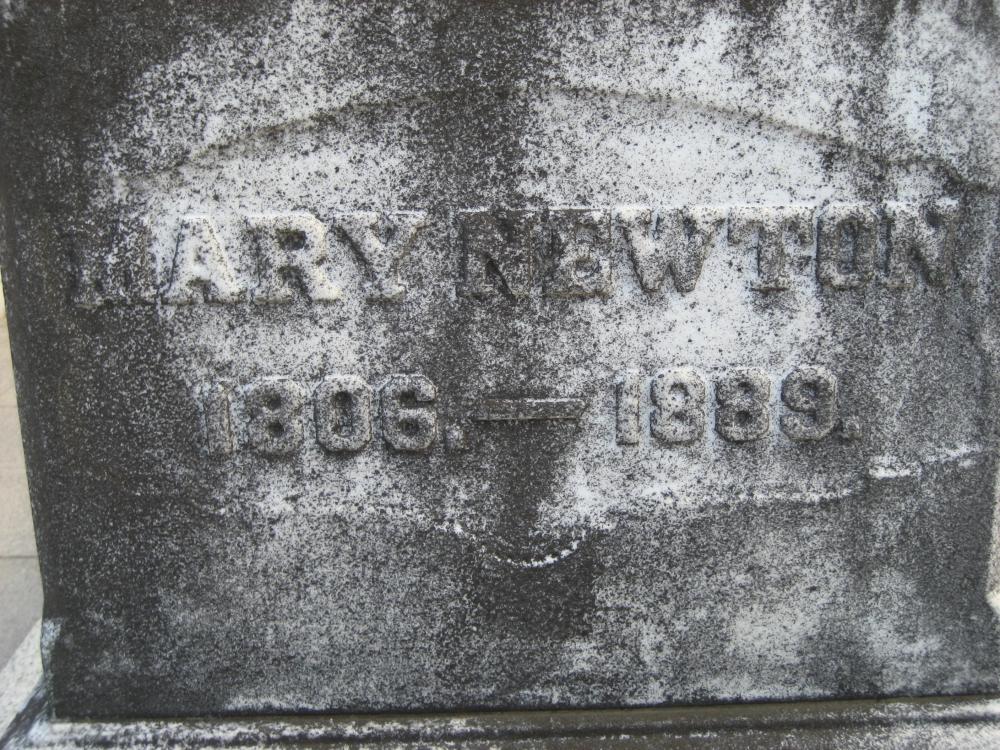 MARY NEWTON.
1806. — 1889.